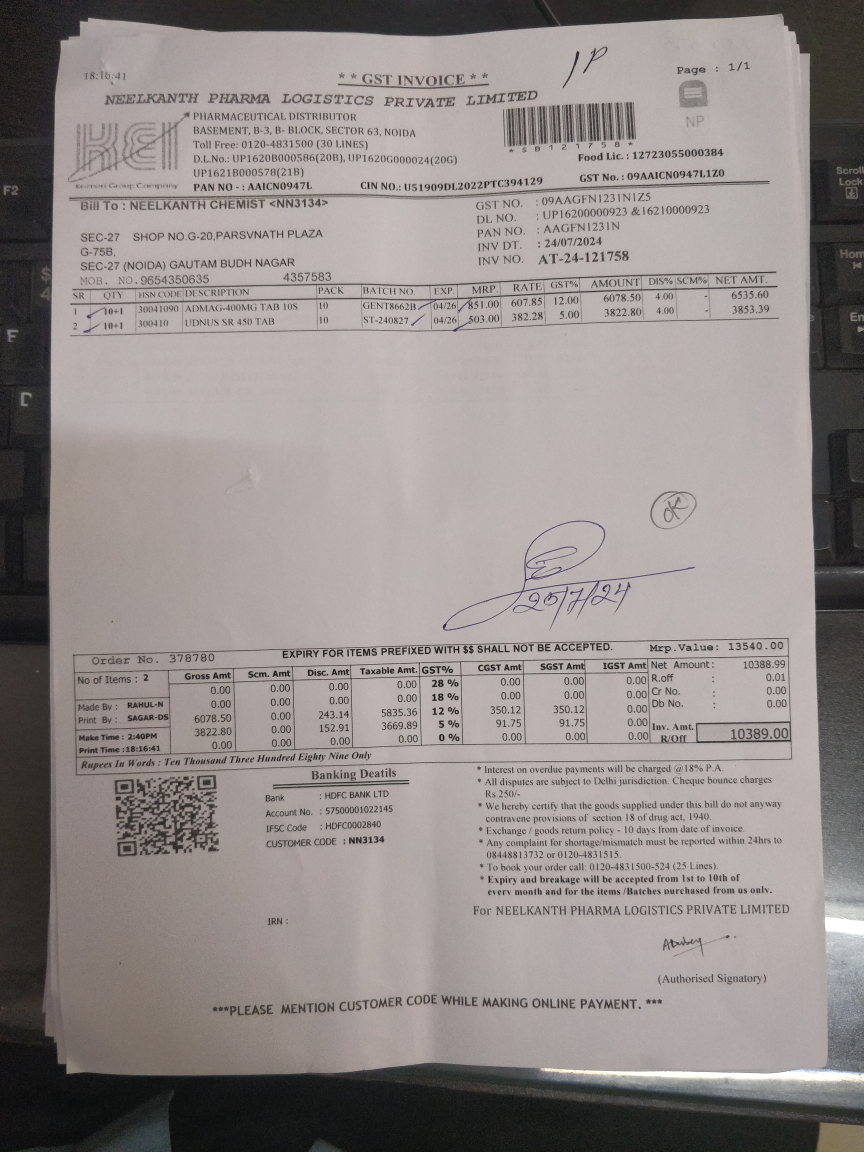 18:16:41
** GST INVOICE **
1P
Page : 1/1
NEELKANTH PHARMA LOGISTICS PRIVATE LIMITED
KEI
NP
PHARMACEUTICAL DISTRIBUTOR
BASEMENT, B-3, B- BLOCK, SECTOR 63, NOIDA
Toll Free: 0120-4831500 (30 LINES)
*SB121758*
D.L.No.: UP1620B000586(20B), UP1620G000024(20G)
Food Lic. : 12723055000384
UP1621B000578(21B)
Group Company
PAN NO - : AAICN0947L
CIN NO.: U51909DL2022PTC394129
GST No. : 09AAICN0947L1Z0
Bill To : NEELKANTH CHEMIST <NN3134>
GST NO. : 09AAGFN1231N1Z5
DL NO. : UP16200000923 &16210000923
PAN NO. : AAGFN1231N
INV DT. : 24/07/2024
INV NO. AT-24-121758
SEC-27 SHOP NO.G-20,PARSVNATH PLAZA
G-75B,
SEC-27 (NOIDA) GAUTAM BUDH NAGAR
MOB. NO.9654350635 4357583
SR QTY HSN CODE DESCRIPTION PACK BATCH NO. EXP. MRP. RATE GST% AMOUNT DIS% SCM% NET AMT.
1 10+1 30041090 ADMAG-400MG TAB 10S 10 GENT8662B 04/26 851.00 607.85 12.00 6078.50 4.00 - 6535.60
2 10+1 300410 UDNUS SR 450 TAB 10 ST-240827 04/26 503.00 382.28 5.00 3822.80 4.00 - 3853.39
OK
25/7/24
Order No. 378780 EXPIRY FOR ITEMS PREFIXED WITH $$ SHALL NOT BE ACCEPTED. Mrp.Value: 13540.00
No of Items : 2
Made By : RAHUL-N
Print By : SAGAR-DS
Make Time : 2:40PM
Print Time :18:16:41
Gross Amt Scm. Amt Disc. Amt Taxable Amt. GST% CGST Amt SGST Amt IGST Amt
0.00 0.00 0.00 0.00 28 % 0.00 0.00 0.00
0.00 0.00 0.00 0.00 18 % 0.00 0.00 0.00
6078.50 0.00 243.14 5835.36 12 % 350.12 350.12 0.00
3822.80 0.00 152.91 3669.89 5 % 91.75 91.75 0.00
0.00 0.00 0.00 0.00 0 % 0.00 0.00 0.00
Net Amount: 10388.99
R.off : 0.01
Cr No. : 0.00
Db No. : 0.00
Inv. Amt. R/Off 10389.00
Rupees In Words : Ten Thousand Three Hundred Eighty Nine Only
Banking Deatils
Bank : HDFC BANK LTD
Account No. : 57500001022145
IFSC Code : HDFC0002840
CUSTOMER CODE : NN3134
IRN :
* Interest on overdue payments will be charged @18% P.A.
* All disputes are subject to Delhi jurisdiction. Cheque bounce charges
Rs.250/-
* We hereby certify that the goods supplied under this bill do not anyway
contravene provisions of section 18 of drug act, 1940.
* Exchange / goods return policy - 10 days from date of invoice.
* Any complaint for shortage/mismatch must be reported within 24hrs to
08448813732 or 0120-4831515.
* To book your order call: 0120-4831500-524 (25 Lines).
* Expiry and breakage will be accepted from 1st to 10th of
every month and for the items /Batches purchased from us only.
For NEELKANTH PHARMA LOGISTICS PRIVATE LIMITED
(Authorised Signatory)
***PLEASE MENTION CUSTOMER CODE WHILE MAKING ONLINE PAYMENT. ***
F2
Scroll
Lock
Hom
$
4
F
D
En